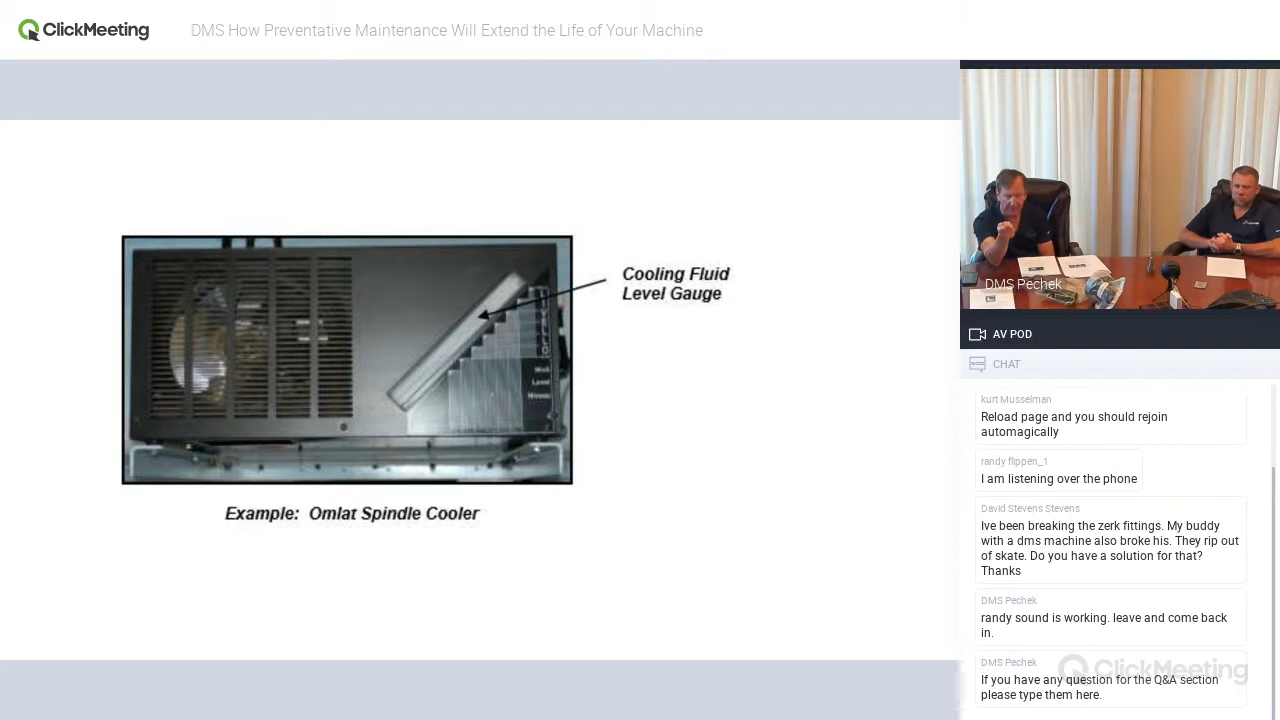 ClickMeeting
DMS How Preventative Maintenance Will Extend the Life of Your Machine
Cooling Fluid
Level Gauge
Example: Omlat Spindle Cooler
DMS Pechek
AV POD
CHAT
kurt Musselman
Reload page and you should rejoin
automagically
randy flippen_1
I am listening over the phone
David Stevens Stevens
Ive been breaking the zerk fittings. My buddy
with a dms machine also broke his. They rip out
of skate. Do you have a solution for that?
Thanks
DMS Pechek
randy sound is working. leave and come back
in.
DMS Pechek
If you have any question for the Q&A section
please type them here.
ClickMeeting